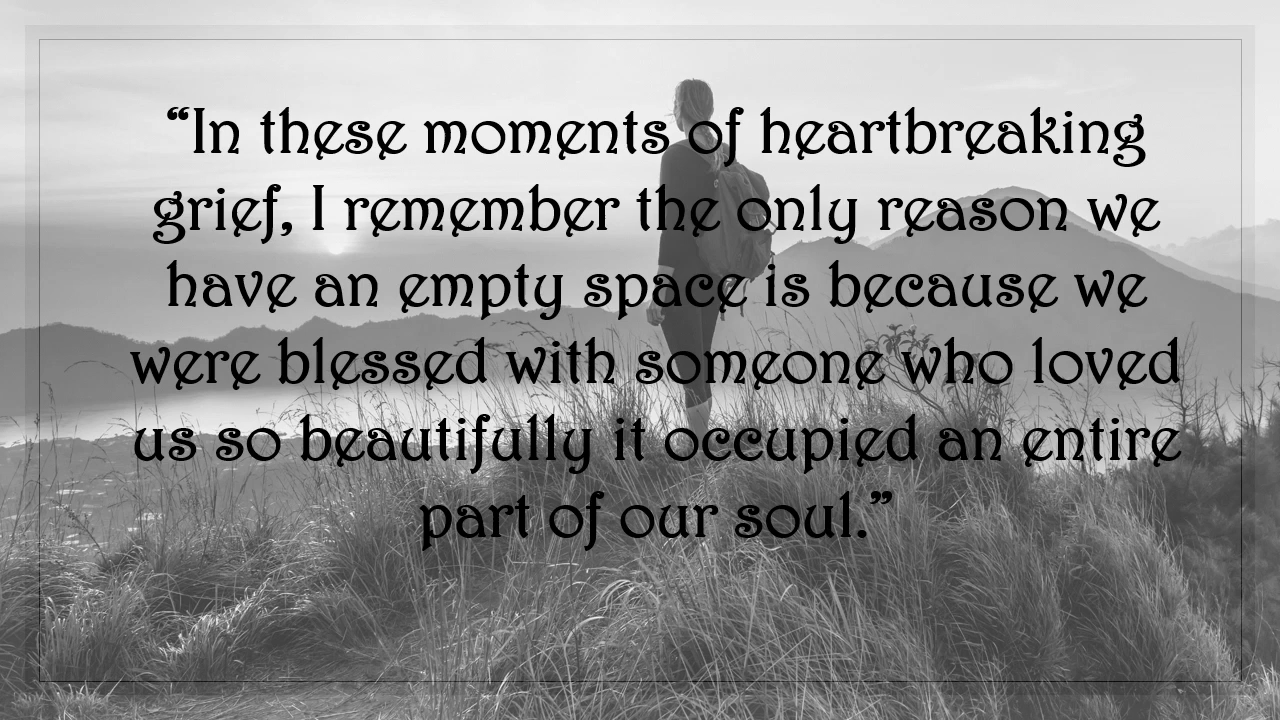 “In these moments of heartbreaking
grief, I remember the only reason we
have an empty space is because we
were blessed with someone who loved
us so beautifully it occupied an entire
part of our soul.”